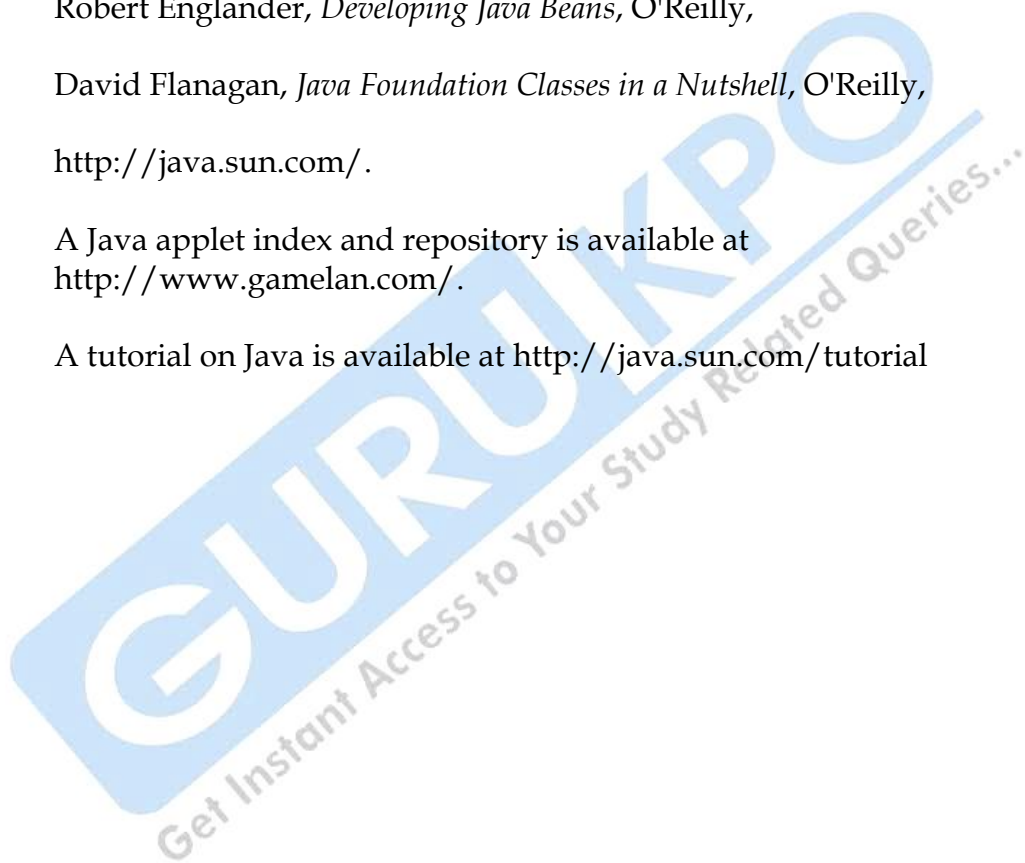 Robert Englander, Developing Java Beans, O'Reilly,
David Flanagan, Java Foundation Classes in a Nutshell, O'Reilly,
http://java.sun.com/.
A Java applet index and repository is available at
http://www.gamelan.com/.
A tutorial on Java is available at http://java.sun.com/tutorial
GURUKPO
Get Instant Access to Your Study Related Queries...